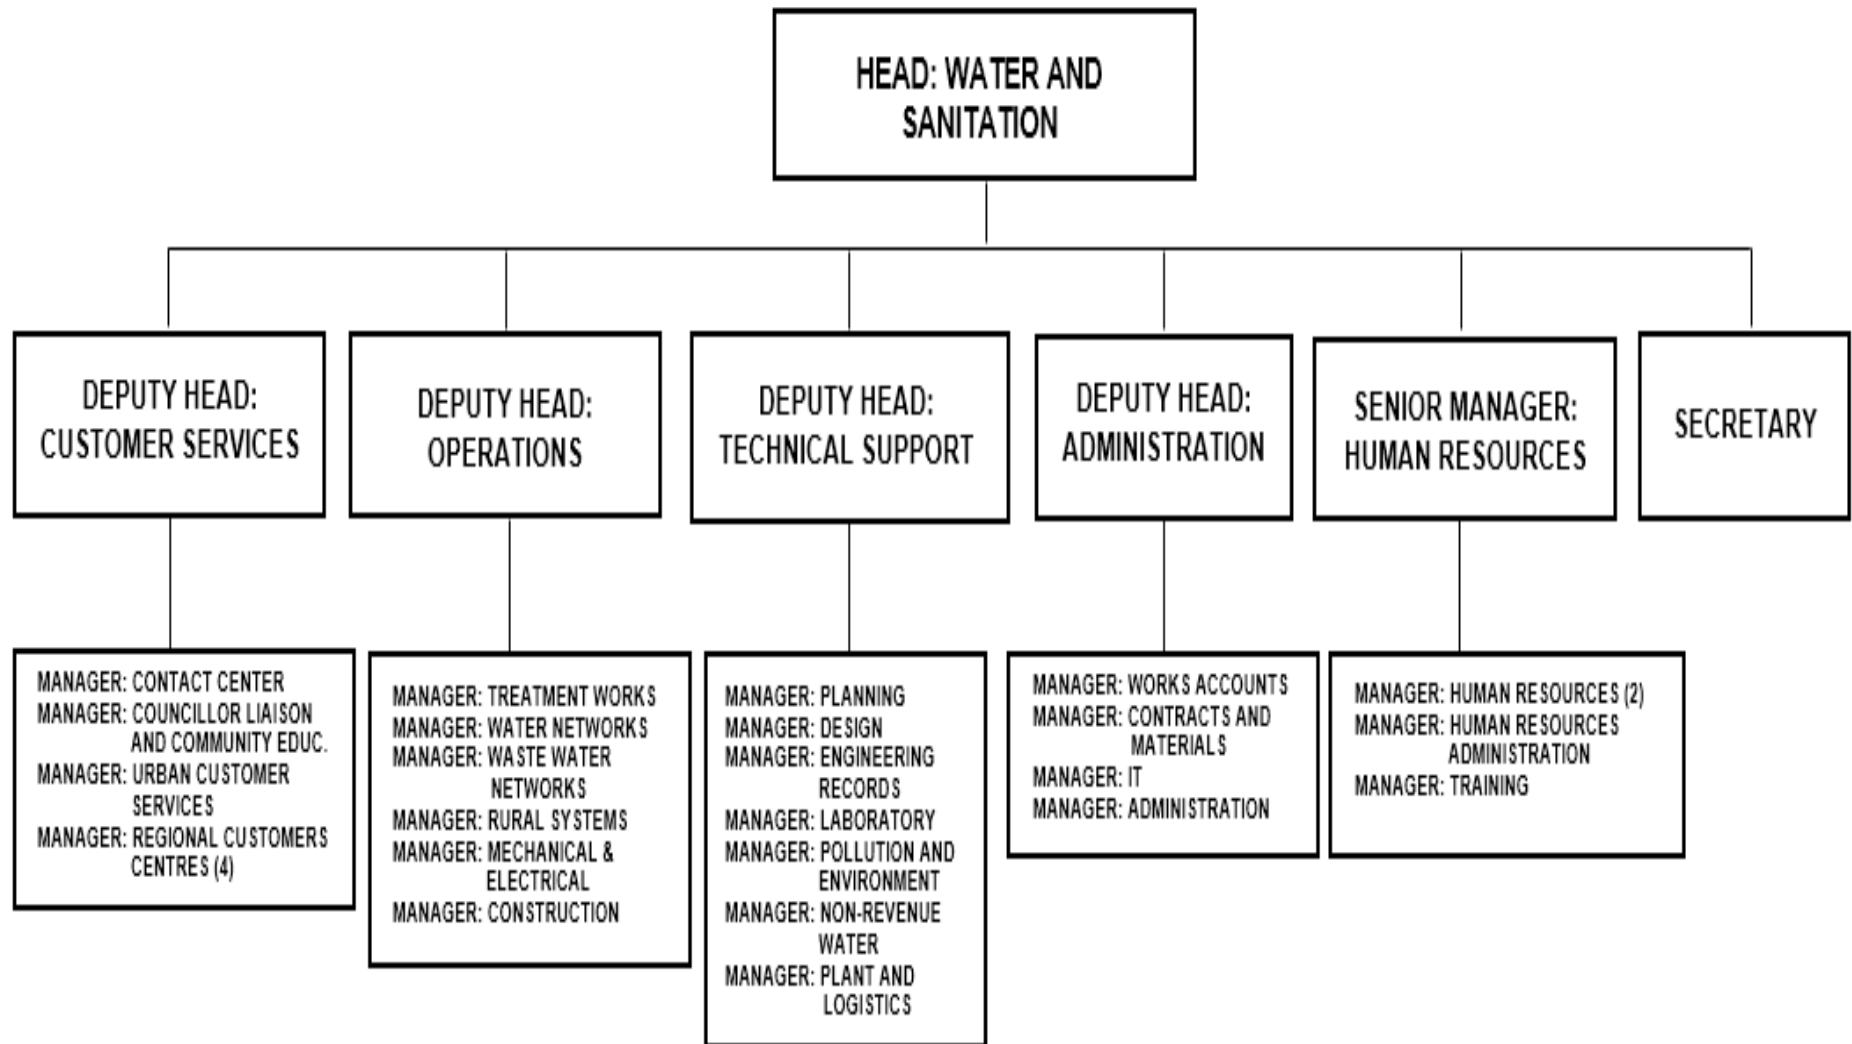 HEAD: WATER AND
SANITATION
DEPUTY HEAD:
CUSTOMER SERVICES
DEPUTY HEAD:
OPERATIONS
DEPUTY HEAD:
TECHNICAL SUPPORT
DEPUTY HEAD:
ADMINISTRATION
SENIOR MANAGER:
HUMAN RESOURCES
SECRETARY
MANAGER: CONTACT CENTER
MANAGER: COUNCILLOR LIAISON
AND COMMUNITY EDUC.
MANAGER: URBAN CUSTOMER
SERVICES
MANAGER: REGIONAL CUSTOMERS
CENTRES (4)
MANAGER: TREATMENT WORKS
MANAGER: WATER NETWORKS
MANAGER: WASTE WATER
NETWORKS
MANAGER: RURAL SYSTEMS
MANAGER: MECHANICAL &
ELECTRICAL
MANAGER: CONSTRUCTION
MANAGER: PLANNING
MANAGER: DESIGN
MANAGER: ENGINEERING
RECORDS
MANAGER: LABORATORY
MANAGER: POLLUTION AND
ENVIRONMENT
MANAGER: NON-REVENUE
WATER
MANAGER: PLANT AND
LOGISTICS
MANAGER: WORKS ACCOUNTS
MANAGER: CONTRACTS AND
MATERIALS
MANAGER: IT
MANAGER: ADMINISTRATION
MANAGER: HUMAN RESOURCES (2)
MANAGER: HUMAN RESOURCES
ADMINISTRATION
MANAGER: TRAINING